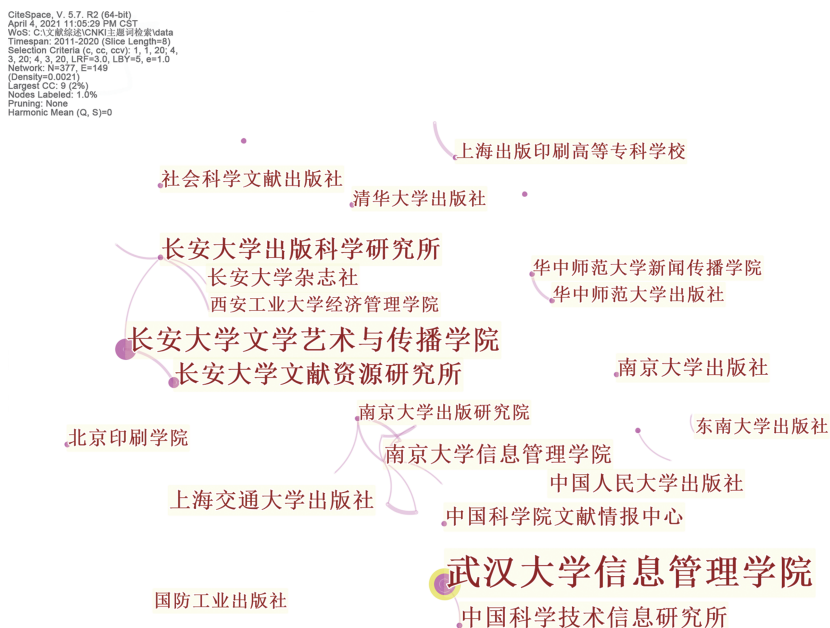 CiteSpace, V. 5.7. R2 (64-bit)
April 4, 2021 11:05:29 PM CST
WoS: C:\文献综述\CNKI主题词检索\data
Timespan: 2011-2020 (Slice Length=8)
Selection Criteria (c, cc, ccv): 1, 1, 20; 4,
3, 20; 4, 3, 20, LRF=3.0, LBY=5, e=1.0
Network: N=377, E=149
(Density=0.0021)
Largest CC: 9 (2%)
Nodes Labeled: 1.0%
Pruning: None
Harmonic Mean (Q, S)=0
上海出版印刷高等专科学校
社会科学文献出版社
清华大学出版社
长安大学出版科学研究所
华中师范大学新闻传播学院
长安大学杂志社
华中师范大学出版社
西安工业大学经济管理学院
长安大学文学艺术与传播学院
南京大学出版社
长安大学文献资源研究所
南京大学出版研究院
东南大学出版社
北京印刷学院
南京大学信息管理学院
中国人民大学出版社
上海交通大学出版社
中国科学院文献情报中心
武汉大学信息管理学院
国防工业出版社
中国科学技术信息研究所